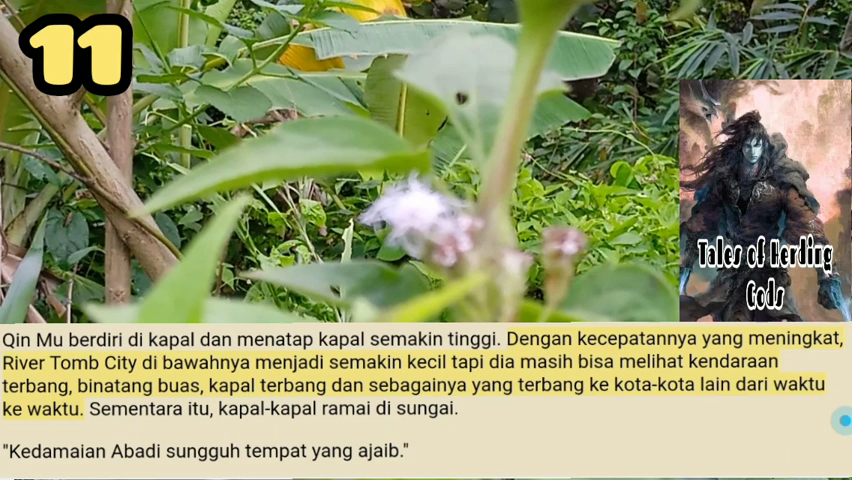 11
Tales of Herding
Gods
Qin Mu berdiri di kapal dan menatap kapal semakin tinggi. Dengan kecepatannya yang meningkat,
River Tomb City di bawahnya menjadi semakin kecil tapi dia masih bisa melihat kendaraan
terbang, binatang buas, kapal terbang dan sebagainya yang terbang ke kota-kota lain dari waktu
ke waktu. Sementara itu, kapal-kapal ramai di sungai.
"Kedamaian Abadi sungguh tempat yang ajaib."